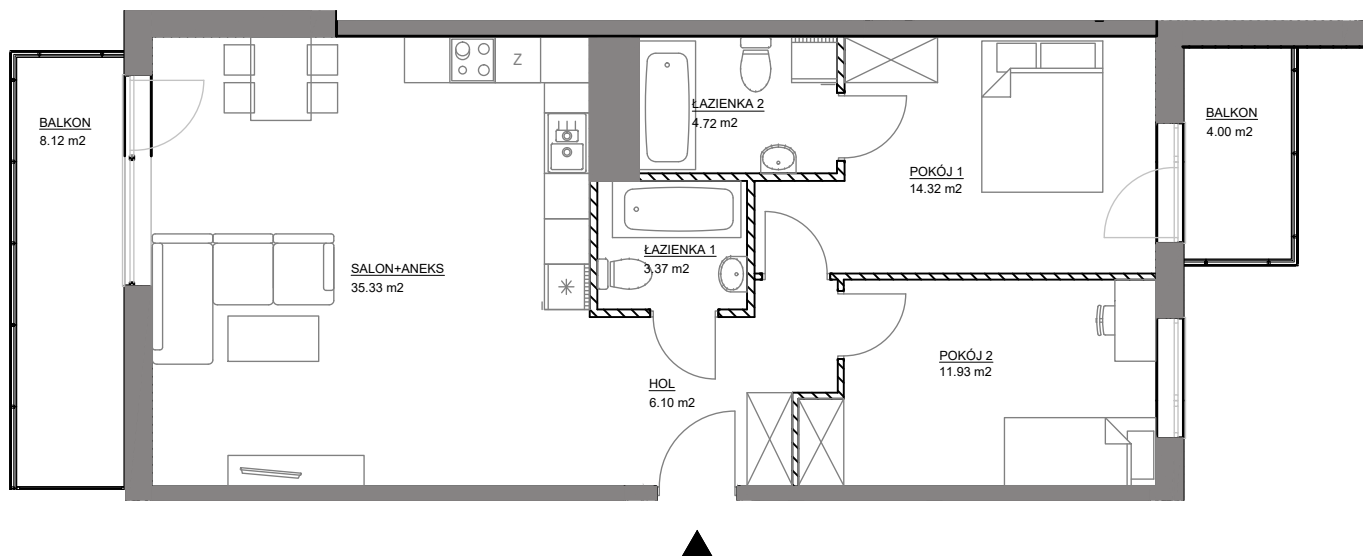 BALKON
8.12 m2
Z
ŁAZIENKA 2
4.72 m2
BALKON
4.00 m2
POKÓJ 1
14.32 m2
ŁAZIENKA 1
3.37 m2
SALON+ANEKS
35.33 m2
POKÓJ 2
11.93 m2
HOL
6.10 m2